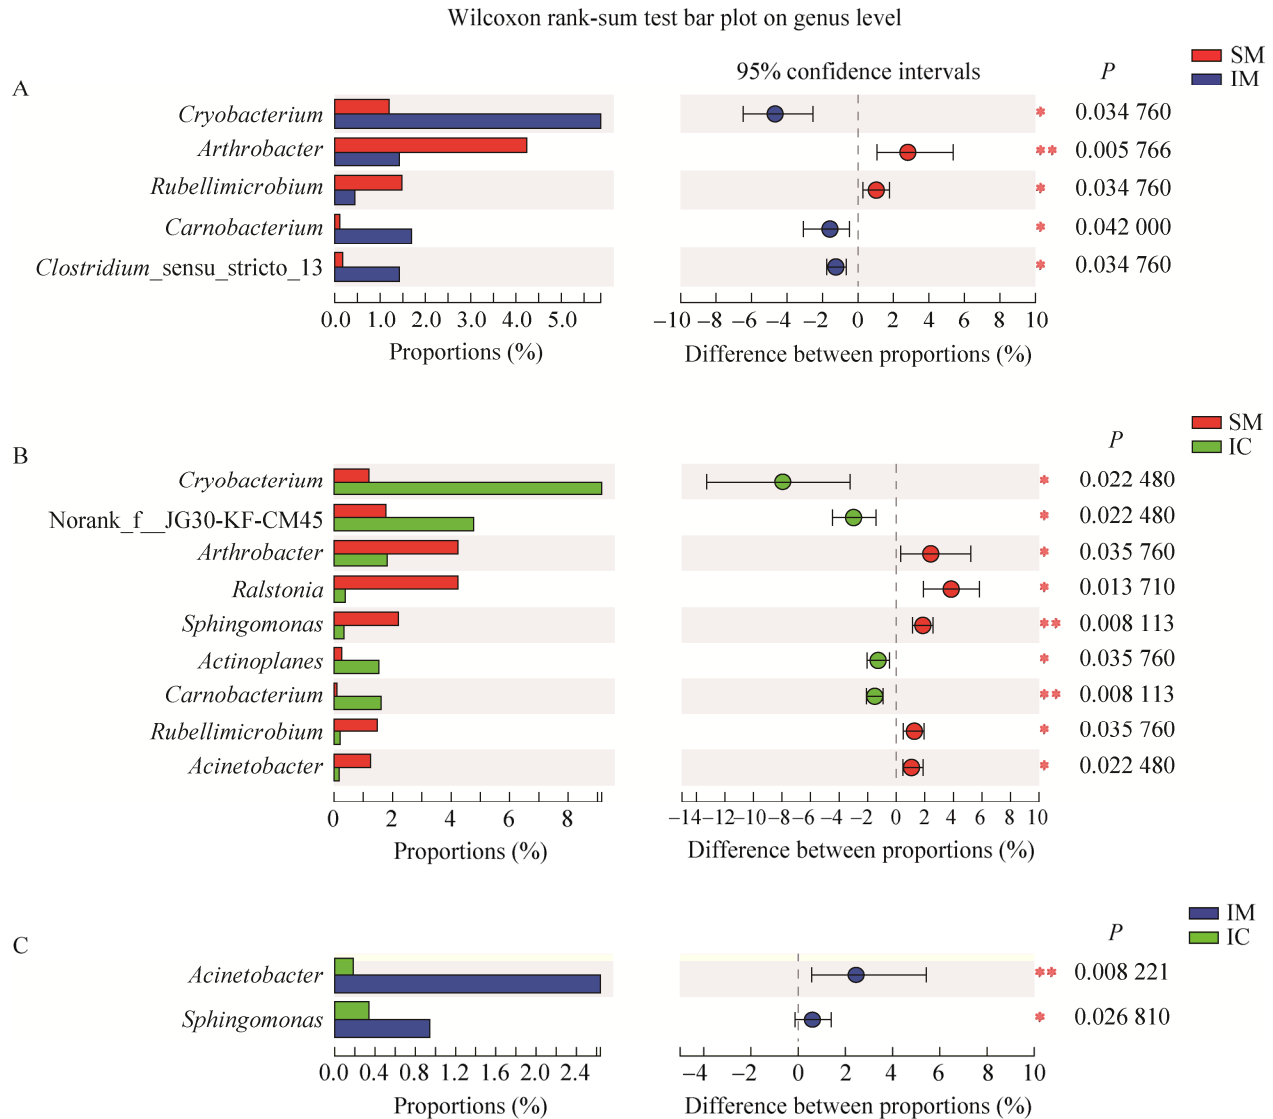 Wilcoxon rank-sum test bar plot on genus level
SM
IM
A
95% confidence intervals
P
Cryobacterium
* 0.034 760
Arthrobacter
** 0.005 766
Rubellimicrobium
* 0.034 760
Carnobacterium
* 0.042 000
Clostridium_sensu_stricto_13
* 0.034 760
0.0 1.0 2.0 3.0 4.0 5.0
−10 −8 −6 −4 −2 0 2 4 6 8 10
Proportions (%)
Difference between proportions (%)
SM
IC
B
P
Cryobacterium
* 0.022 480
Norank_f__JG30-KF-CM45
* 0.022 480
Arthrobacter
* 0.035 760
Ralstonia
* 0.013 710
Sphingomonas
** 0.008 113
Actinoplanes
* 0.035 760
Carnobacterium
** 0.008 113
Rubellimicrobium
* 0.035 760
Acinetobacter
* 0.022 480
0 2 4 6 8
−14 −12 −10 −8 −6 −4 −2 0 2 4 6 8 10
Proportions (%)
Difference between proportions (%)
IM
IC
C
P
Acinetobacter
** 0.008 221
Sphingomonas
* 0.026 810
0.0 0.4 0.8 1.2 1.6 2.0 2.4
−4 −2 0 2 4 6 8 10
Proportions (%)
Difference between proportions (%)